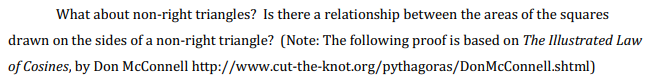 What about non-right triangles? Is there a relationship between the areas of the squares
drawn on the sides of a non-right triangle? (Note: The following proof is based on The Illustrated Law
of Cosines, by Don McConnell http://www.cut-the-knot.org/pythagoras/DonMcConnell.shtml)